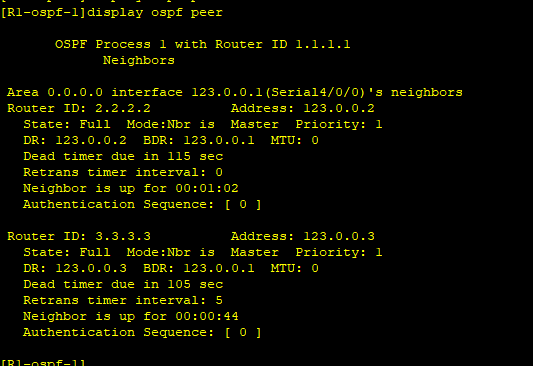 [R1-ospf-1]display ospf peer
OSPF Process 1 with Router ID 1.1.1.1
Neighbors
Area 0.0.0.0 interface 123.0.0.1(Serial4/0/0)'s neighbors
Router ID: 2.2.2.2 Address: 123.0.0.2
State: Full Mode:Nbr is Master Priority: 1
DR: 123.0.0.2 BDR: 123.0.0.1 MTU: 0
Dead timer due in 115 sec
Retrans timer interval: 0
Neighbor is up for 00:01:02
Authentication Sequence: [ 0 ]
Router ID: 3.3.3.3 Address: 123.0.0.3
State: Full Mode:Nbr is Master Priority: 1
DR: 123.0.0.3 BDR: 123.0.0.1 MTU: 0
Dead timer due in 105 sec
Retrans timer interval: 5
Neighbor is up for 00:00:44
Authentication Sequence: [ 0 ]
[R1-ospf-1]